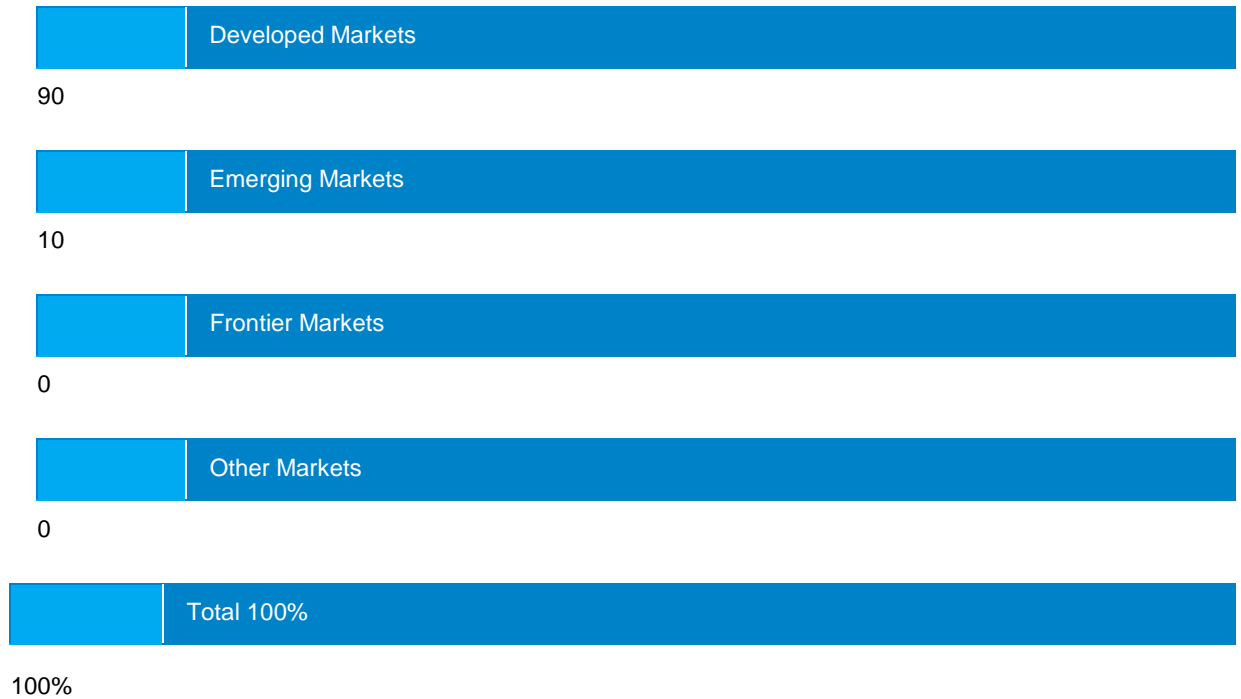 Developed Markets
90
Emerging Markets
10
Frontier Markets
0
Other Markets
0
Total 100%
100%